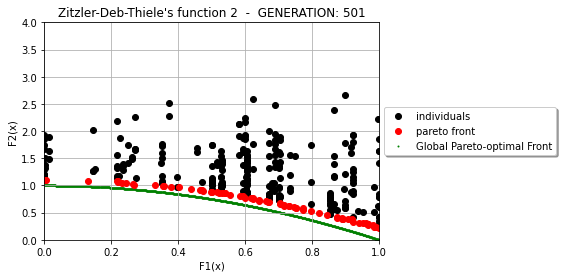 Zitzler-Deb-Thiele's function 2 - GENERATION: 501
4.0
3.5
3.0
2.5
2.0
1.5
1.0
0.5
0.0
F2(x)
0.0 0.2 0.4 0.6 0.8 1.0
F1(x)
individuals
pareto front
Global Pareto-optimal Front